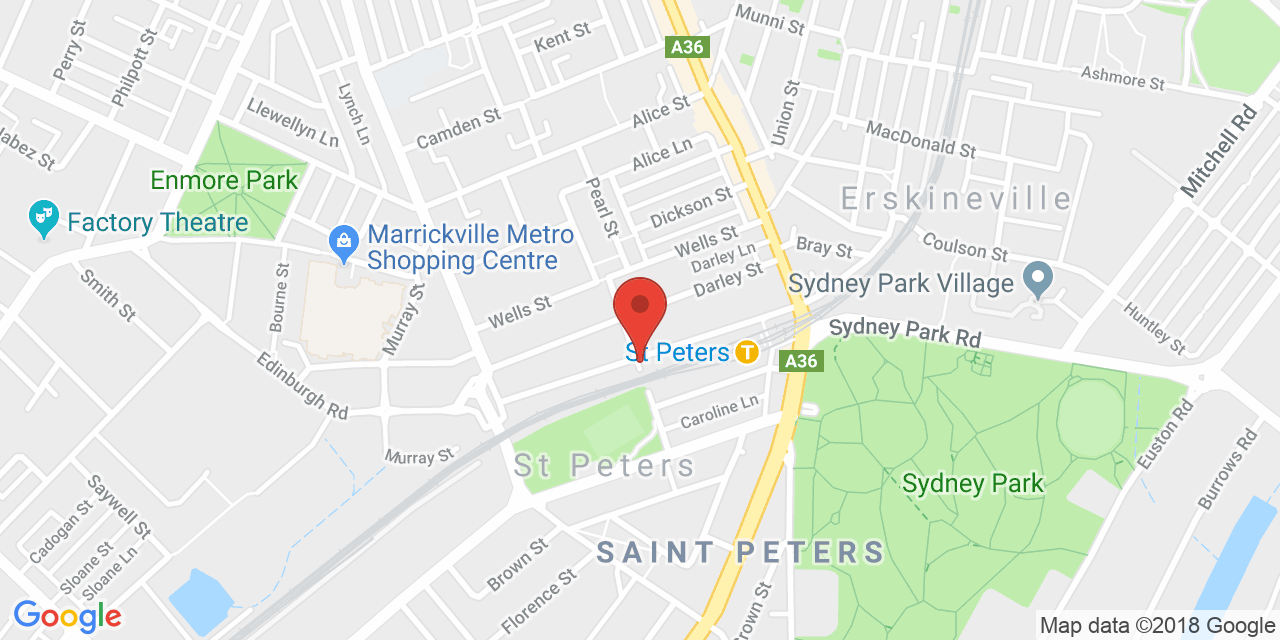 Perry St
Philpott St
Kent St
A36
Munni St
Ashmore St
Llewellyn Ln
Lynch Ln
Camden St
Alice St
Union St
MacDonald St
Mitchell Rd
Alice Ln
Enmore Park
Pearl St
Dickson St
Erskineville
Factory Theatre
Marrickville Metro
Shopping Centre
Wells St
Darley Ln
Darley St
Bray St
Coulson St
Sydney Park Village
Smith St
Bourne St
Murray St
Wells St
Huntley St
Sydney Park Rd
St Peters
T
A36
Edinburgh Rd
Caroline Ln
Murray St
St Peters
Euston Rd
Burrows Rd
Sydney Park
Saywell St
Cadogan St
Sloane St
Sloane Ln
SAINT PETERS
Brown St
Florence St
Google
Map data ©2018 Google